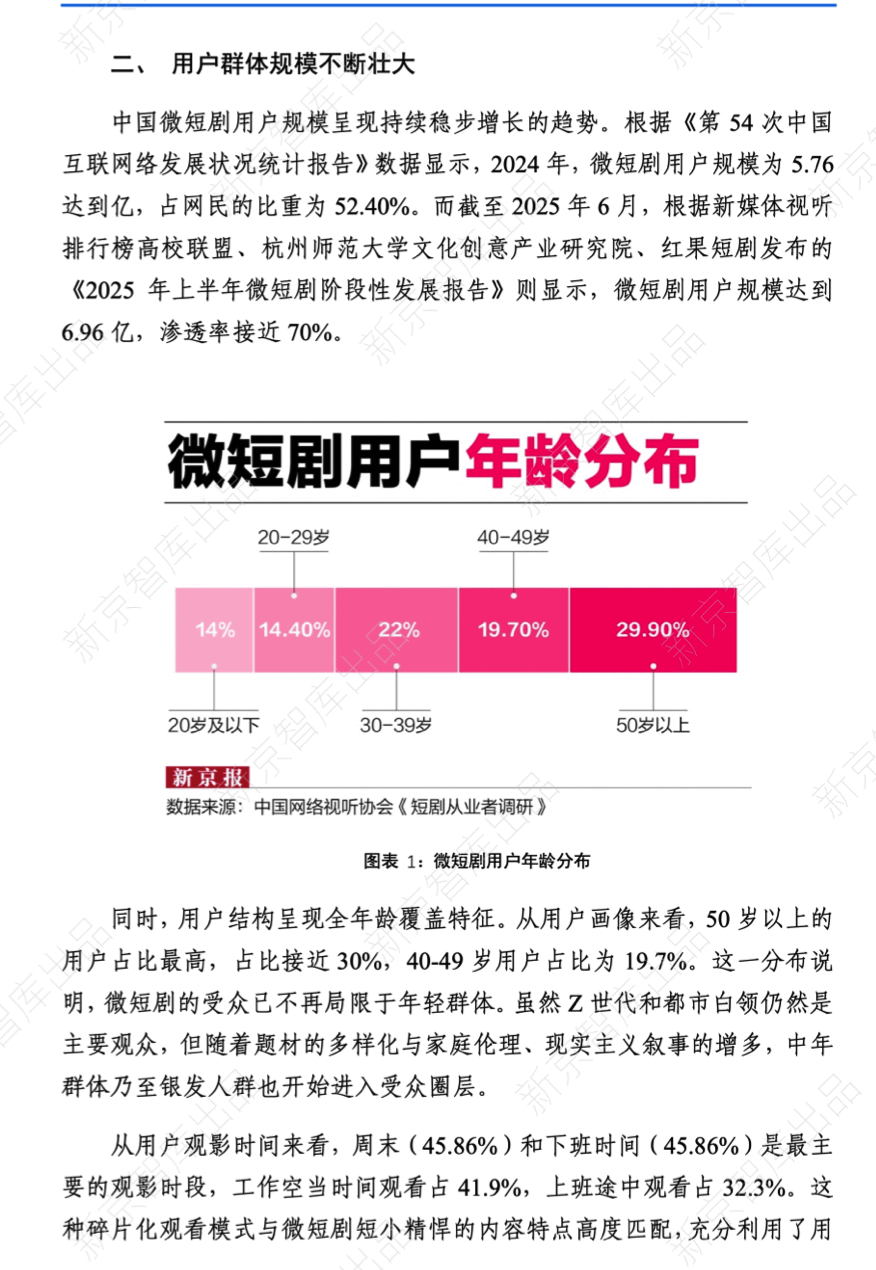 二、 用户群体规模不断壮大
中国微短剧用户规模呈现持续稳步增长的趋势。根据《第 54 次中国
互联网络发展状况统计报告》数据显示，2024 年，微短剧用户规模为 5.76
达到亿，占网民的比重为 52.40%。而截至 2025 年 6 月，根据新媒体视听
排行榜高校联盟、杭州师范大学文化创意产业研究院、红果短剧发布的
《2025 年上半年微短剧阶段性发展报告》则显示，微短剧用户规模达到
6.96 亿，渗透率接近 70%。
微短剧用户年龄分布
20-29岁 40-49岁
14% 14.40% 22% 19.70% 29.90%
20岁及以下 30-39岁 50岁以上
新京报
数据来源：中国网络视听协会《短剧从业者调研》
图表 1：微短剧用户年龄分布
同时，用户结构呈现全年龄覆盖特征。从用户画像来看，50 岁以上的
用户占比最高，占比接近 30%，40-49 岁用户占比为 19.7%。这一分布说
明，微短剧的受众已不再局限于年轻群体。虽然 Z 世代和都市白领仍然是
主要观众，但随着题材的多样化与家庭伦理、现实主义叙事的增多，中年
群体乃至银发人群也开始进入受众圈层。
从用户观影时间来看，周末（45.86%）和下班时间（45.86%）是最主
要的观影时段，工作空当时间观看占 41.9%，上班途中观看占 32.3%。这
种碎片化观看模式与微短剧短小精悍的内容特点高度匹配，充分利用了用
新京智库出品